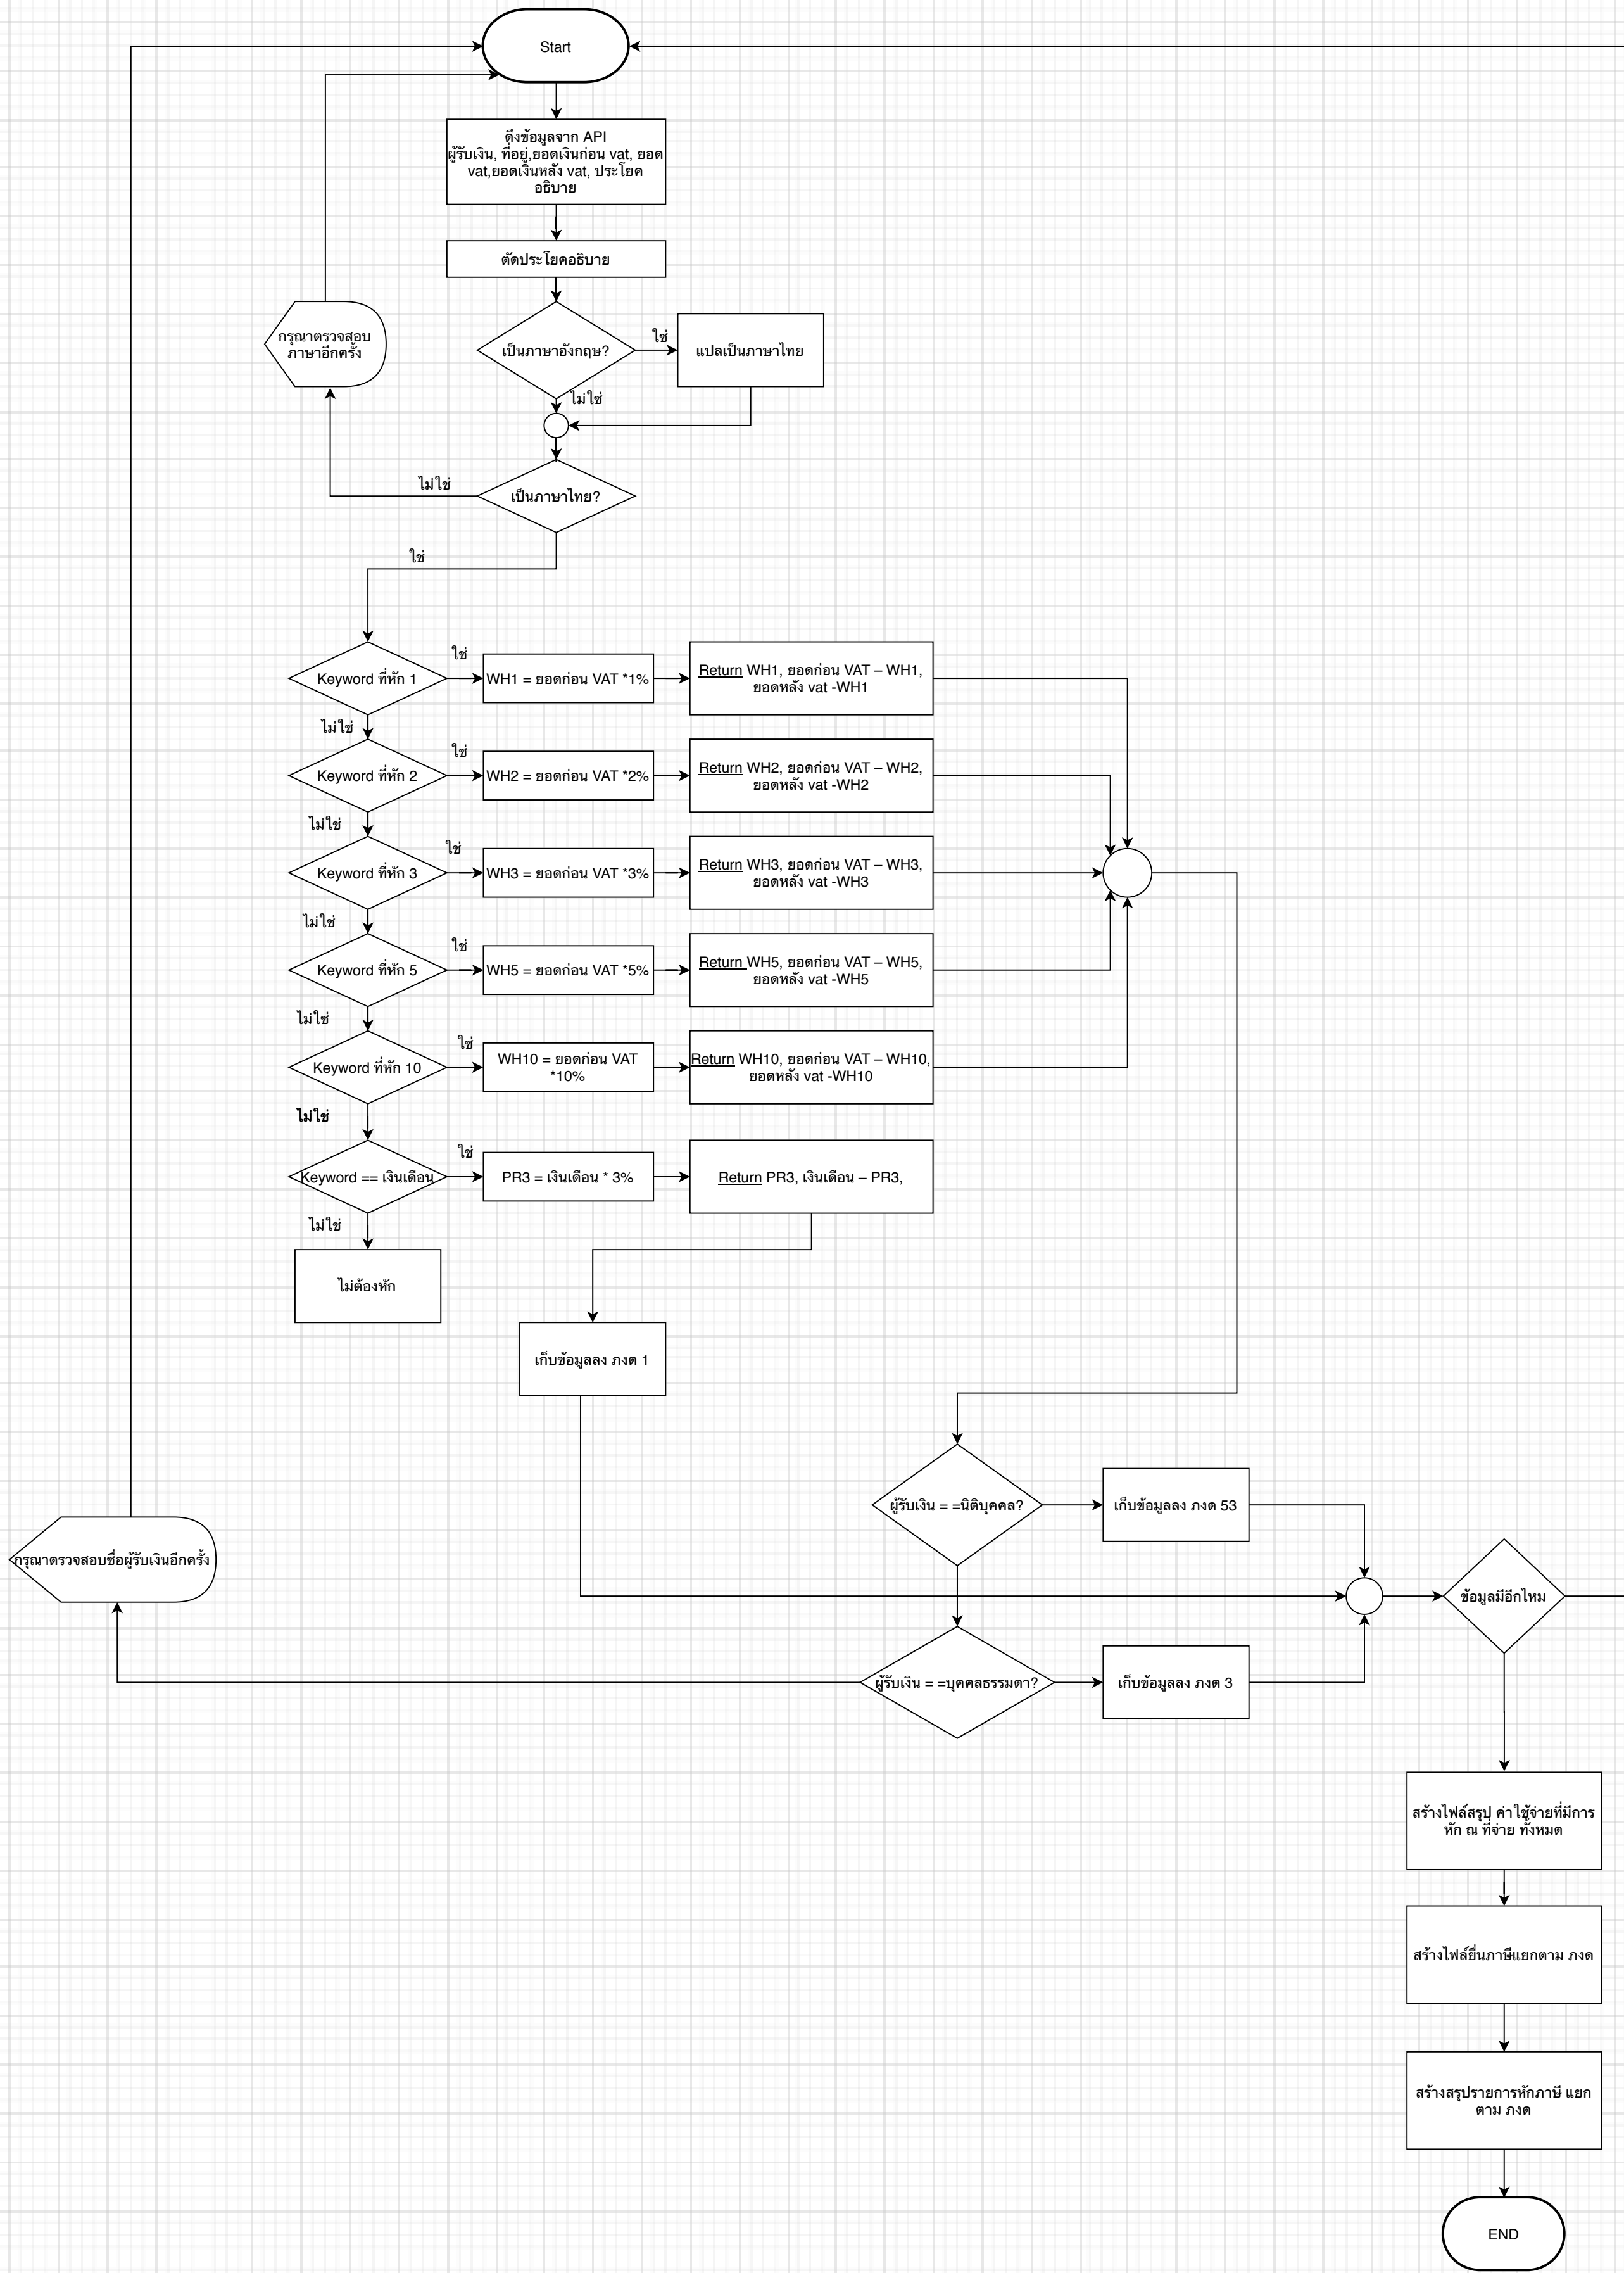 Start
ดึงข้อมูลจาก API
ผู้รับเงิน, ที่อยู่,ยอดเงินก่อน vat, ยอด
vat,ยอดเงินหลัง vat, ประโยค
อธิบาย
ตัดประโยคอธิบาย
กรุณาตรวจสอบ
ภาษาอีกครั้ง
เป็นภาษาอังกฤษ?
ใช่
แปลเป็นภาษาไทย
ไม่ใช่
ไม่ใช่
เป็นภาษาไทย?
ใช่
Keyword ที่หัก 1
ใช่
WH1 = ยอดก่อน VAT *1%
Return WH1, ยอดก่อน VAT – WH1,
ยอดหลัง vat -WH1
ไม่ใช่
Keyword ที่หัก 2
ใช่
WH2 = ยอดก่อน VAT *2%
Return WH2, ยอดก่อน VAT – WH2,
ยอดหลัง vat -WH2
ไม่ใช่
Keyword ที่หัก 3
ใช่
WH3 = ยอดก่อน VAT *3%
Return WH3, ยอดก่อน VAT – WH3,
ยอดหลัง vat -WH3
ไม่ใช่
Keyword ที่หัก 5
ใช่
WH5 = ยอดก่อน VAT *5%
Return WH5, ยอดก่อน VAT – WH5,
ยอดหลัง vat -WH5
ไม่ใช่
Keyword ที่หัก 10
ใช่
WH10 = ยอดก่อน VAT
*10%
Return WH10, ยอดก่อน VAT – WH10,
ยอดหลัง vat -WH10
ไม่ใช่
Keyword == เงินเดือน
ใช่
PR3 = เงินเดือน * 3%
Return PR3, เงินเดือน – PR3,
ไม่ใช่
ไม่ต้องหัก
เก็บข้อมูลลง ภงด 1
ผู้รับเงิน = =นิติบุคคล?
เก็บข้อมูลลง ภงด 53
กรุณาตรวจสอบชื่อผู้รับเงินอีกครั้ง
ข้อมูลมีอีกไหม
ผู้รับเงิน = =บุคคลธรรมดา?
เก็บข้อมูลลง ภงด 3
สร้างไฟล์สรุป ค่าใช้จ่ายที่มีการ
หัก ณ ที่จ่าย ทั้งหมด
สร้างไฟล์ยื่นภาษีแยกตาม ภงด
สร้างสรุปรายการหักภาษี แยก
ตาม ภงด
END